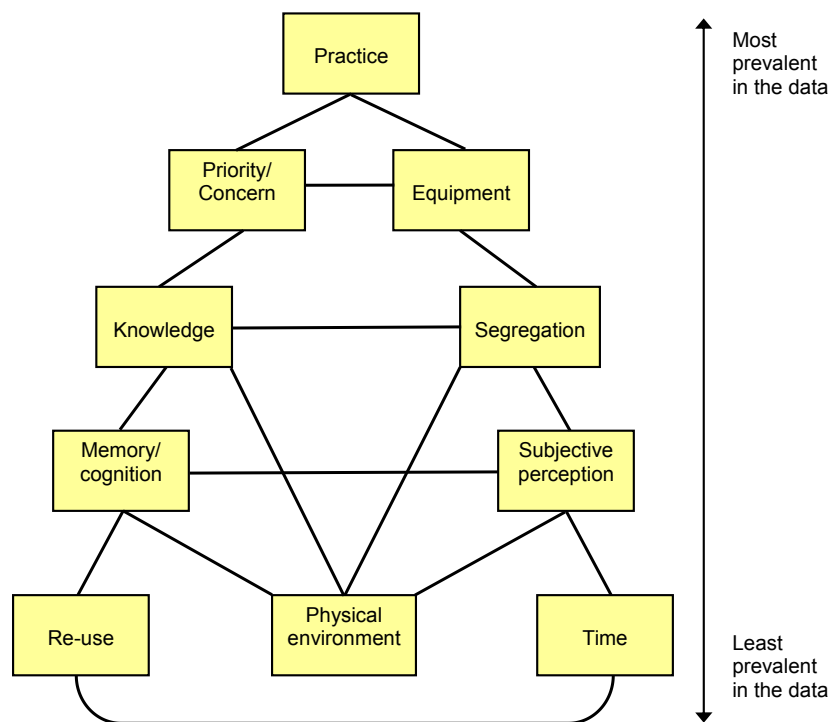 Practice
Most
prevalent
in the data
Priority/
Concern
Equipment
Knowledge
Segregation
Memory/
cognition
Subjective
perception
Re-use
Physical
environment
Time
Least
prevalent
in the data